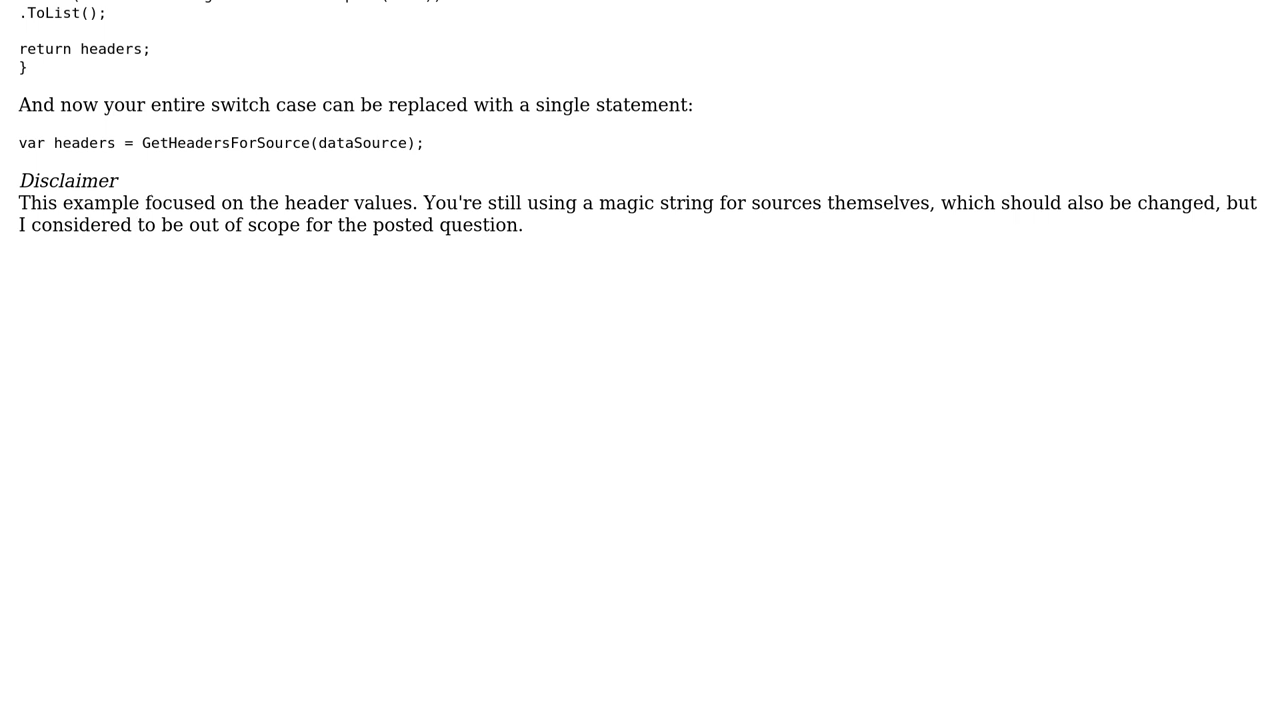 .ToList();
return headers;
}
And now your entire switch case can be replaced with a single statement:
var headers = GetHeadersForSource(dataSource);
Disclaimer
This example focused on the header values. You're still using a magic string for sources themselves, which should also be changed, but
I considered to be out of scope for the posted question.